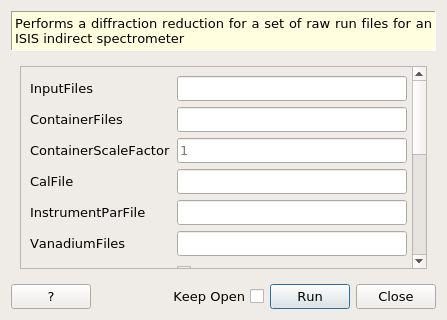 Performs a diffraction reduction for a set of raw run files for an
ISIS indirect spectrometer
InputFiles
ContainerFiles
ContainerScaleFactor 1
CalFile
InstrumentParFile
VanadiumFiles
? Keep Open Run Close